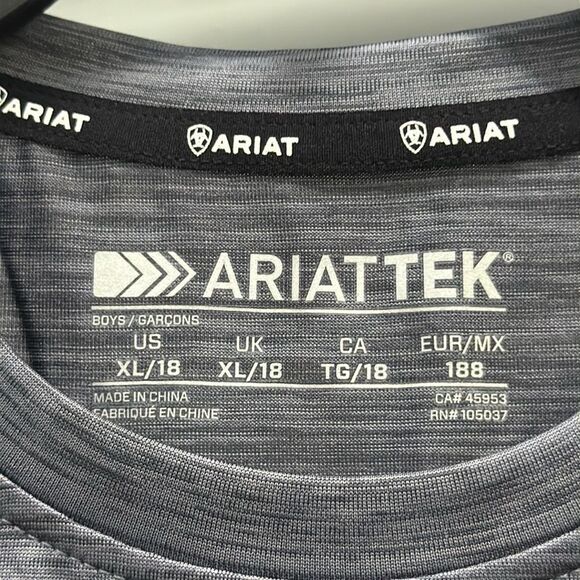 ARIAT ARIAT ARIAT
ARIATTEK®
BOYS / GARÇONS
US UK CA EUR/MX
XL/18 XL/18 TG/18 188
MADE IN CHINA CA# 45953
FABRIQUÉ EN CHINE RN# 105037